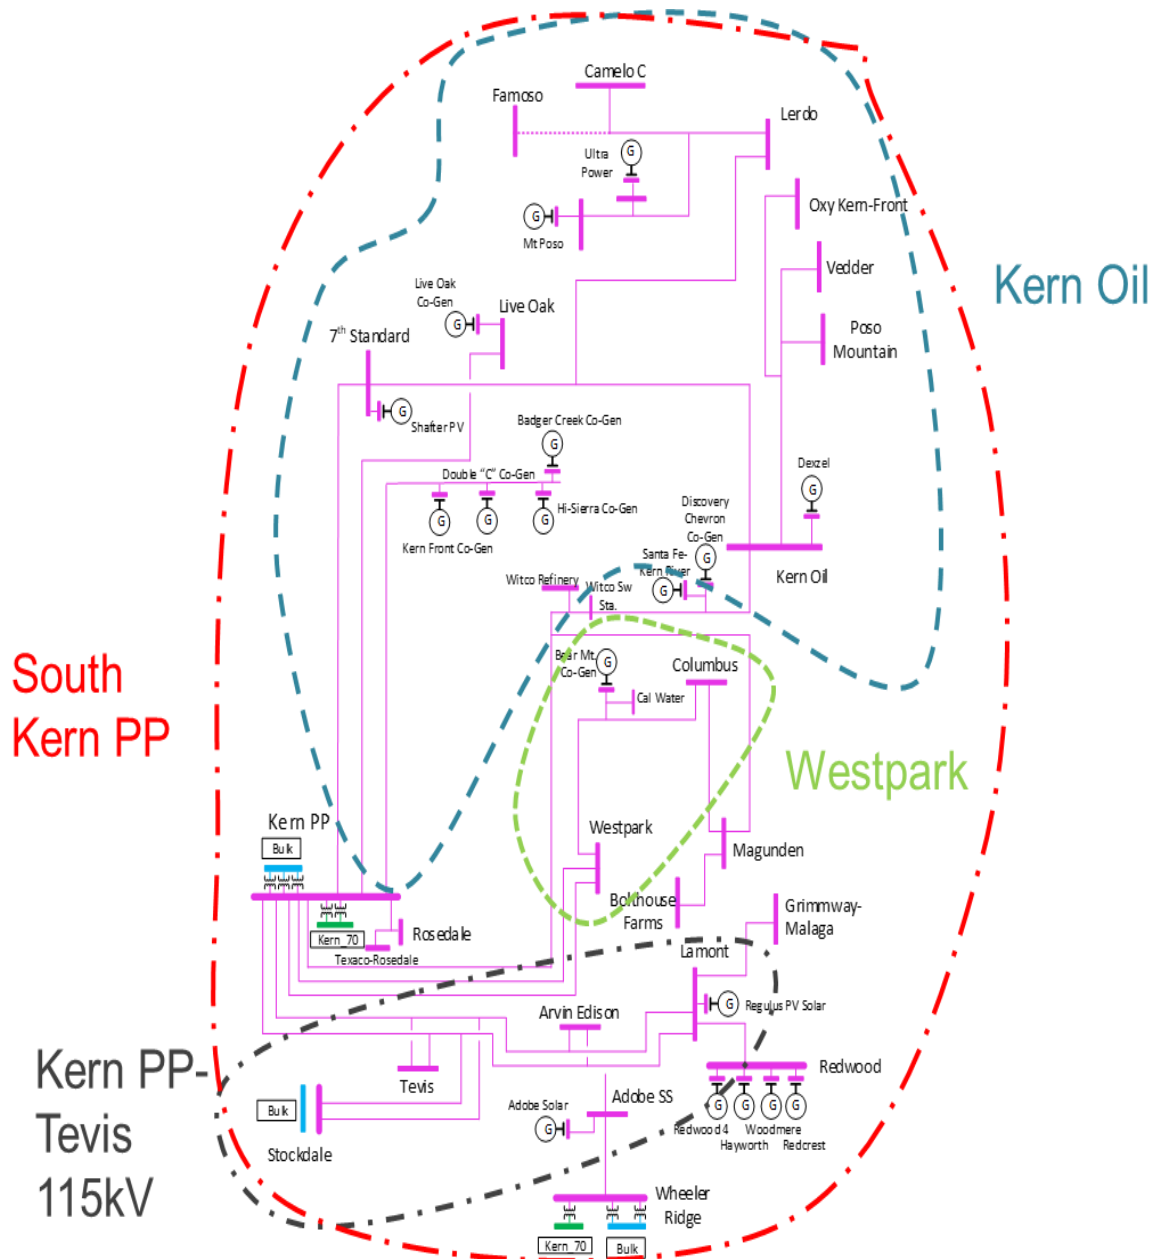 Camelo C
Famoso
Lerdo
Ultra
Power
G
Oxy Kern-Front
G
Mt Poso
Vedder
Kern Oil
Live Oak
Co-Gen
Live Oak
G
7th Standard
Poso
Mountain
G
Shafter PV
Badger Creek Co-Gen
G
Double "C" Co-Gen
Dexzel
G
Hi-Sierra Co-Gen
G
G
G
Kern Front Co-Gen
Discovery
Chevron
Co-Gen
G
Santa Fe-
Kern River
G
Kern Oil
Witco Refinery
Witco Sw
Sta.
South
Kern PP
Bear Mt.
Co-Gen
G
Columbus
Cal Water
Westpark
Kern PP
Bulk
Westpark
Magunden
Bolthouse
Farms
Grimmway-
Malaga
Kern_70
Rosedale
Texaco-Rosedale
Lamont
G
Regulus PV Solar
Arvin Edison
Kern PP-
Tevis
115kV
Tevis
Redwood
Bulk
Stockdale
Adobe Solar
G
Adobe SS
G
G
G
G
Redwood 4
Woodmere
Hayworth
Redcrest
Wheeler
Ridge
Kern_70
Bulk